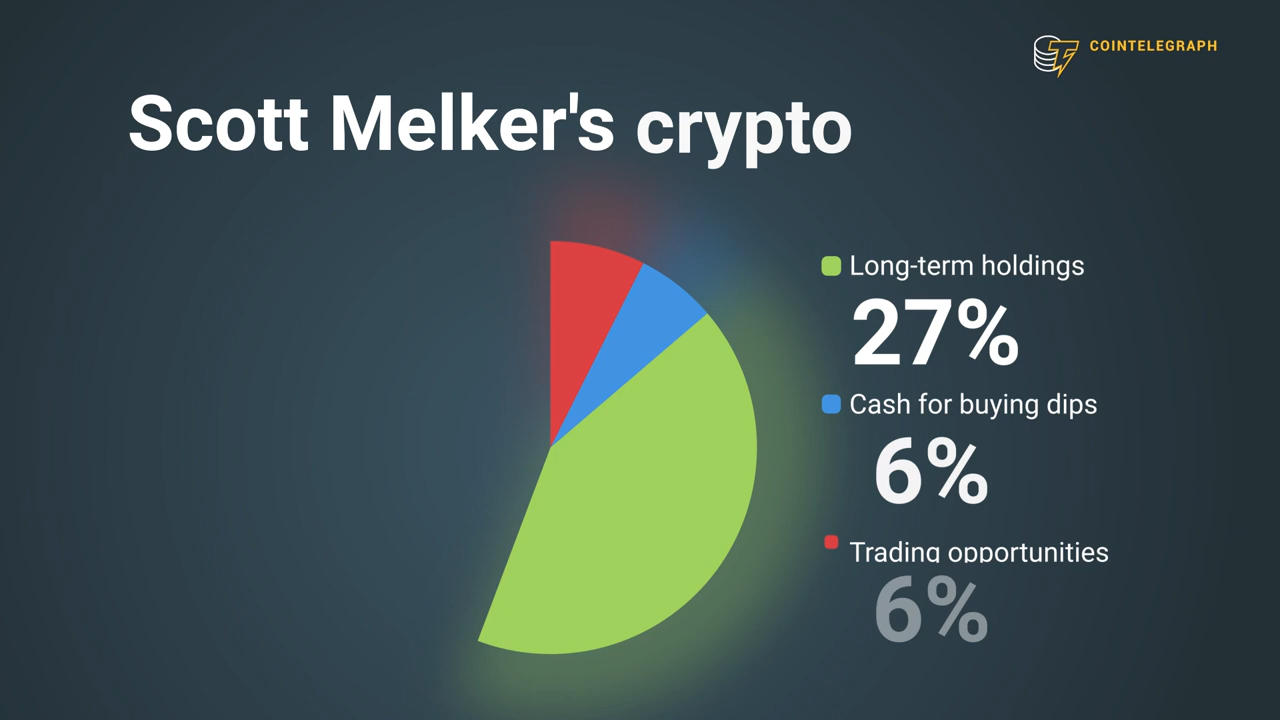 COINTELEGRAPH
Scott Melker's crypto
Long-term holdings
27%
Cash for buying dips
6%
Trading opportunities
6%